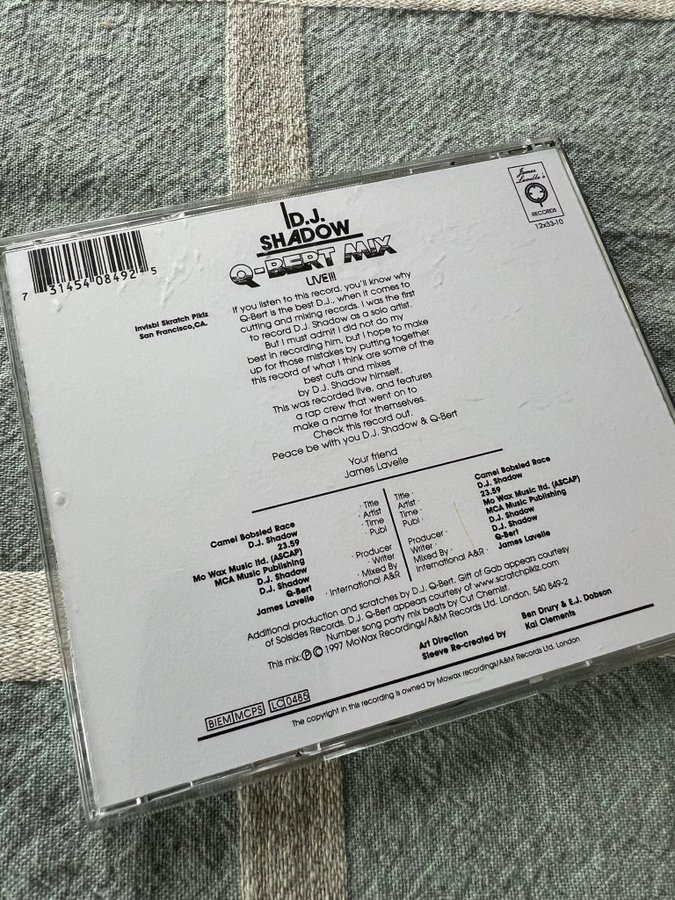 D.J.
SHADOW
Q-BERT MIX
LIVE!!!
James
Lavelle's
RECORDS
12x33-10
7 31454 08492 5
Invisbl Skratch Piklz
San Francisco,CA.
If you listen to this record, you'll know why
Q-Bert is the best D.J., when it comes to
cutting and mixing records. I was the first
to record D.J. Shadow as a solo artist.
But I must admit I did not do my
best in recording him, but I hope to make
up for those mistakes by putting together
this record of what I think are some of the
best cuts and mixes
by D.J. Shadow himself.
This was recorded live, and features
a rap crew that went on to
make a name for themselves.
Check this record out.
Peace be with you D.J. Shadow & Q-Bert
Your friend
James Lavelle
Camel Bobsled Race · Title
D.J. Shadow · Artist
23.59 · Time
Mo Wax Music ltd. (ASCAP) · Publ
MCA Music Publishing
D.J. Shadow · Producer
D.J. Shadow · Writer
Q-Bert · Mixed By
James Lavelle · International A&R
Title · Camel Bobsled Race
Artist · D.J. Shadow
Time · 23.59
Publ · Mo Wax Music ltd. (ASCAP)
MCA Music Publishing
Producer · D.J. Shadow
Writer · D.J. Shadow
Mixed By · Q-Bert
International A&R · James Lavelle
Additional production and scratches by D.J. Q-Bert. Gift of Gab appears courtesy
of Solsides Records. D.J. Q-Bert appears courtesy of www.scratchpiklz.com
Number song party mix beats by Cut Chemist.
This mix:℗© 1997 MoWax Recordings/A&M Records Ltd. London. 540 849-2
Art Direction Ben Drury & E.J. Dobson
Sleeve Re-created by Kai Clements
BIEM/MCPS LC 0485
The copyright in this recording is owned by Mowax recordings/A&M Records Ltd. London